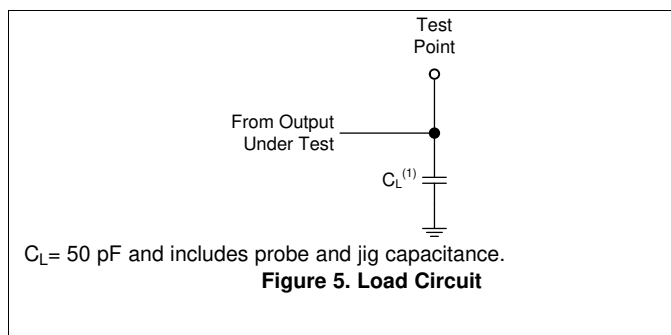 Test
Point
From Output
Under Test
CL(1)
CL= 50 pF and includes probe and jig capacitance.
Figure 5. Load Circuit